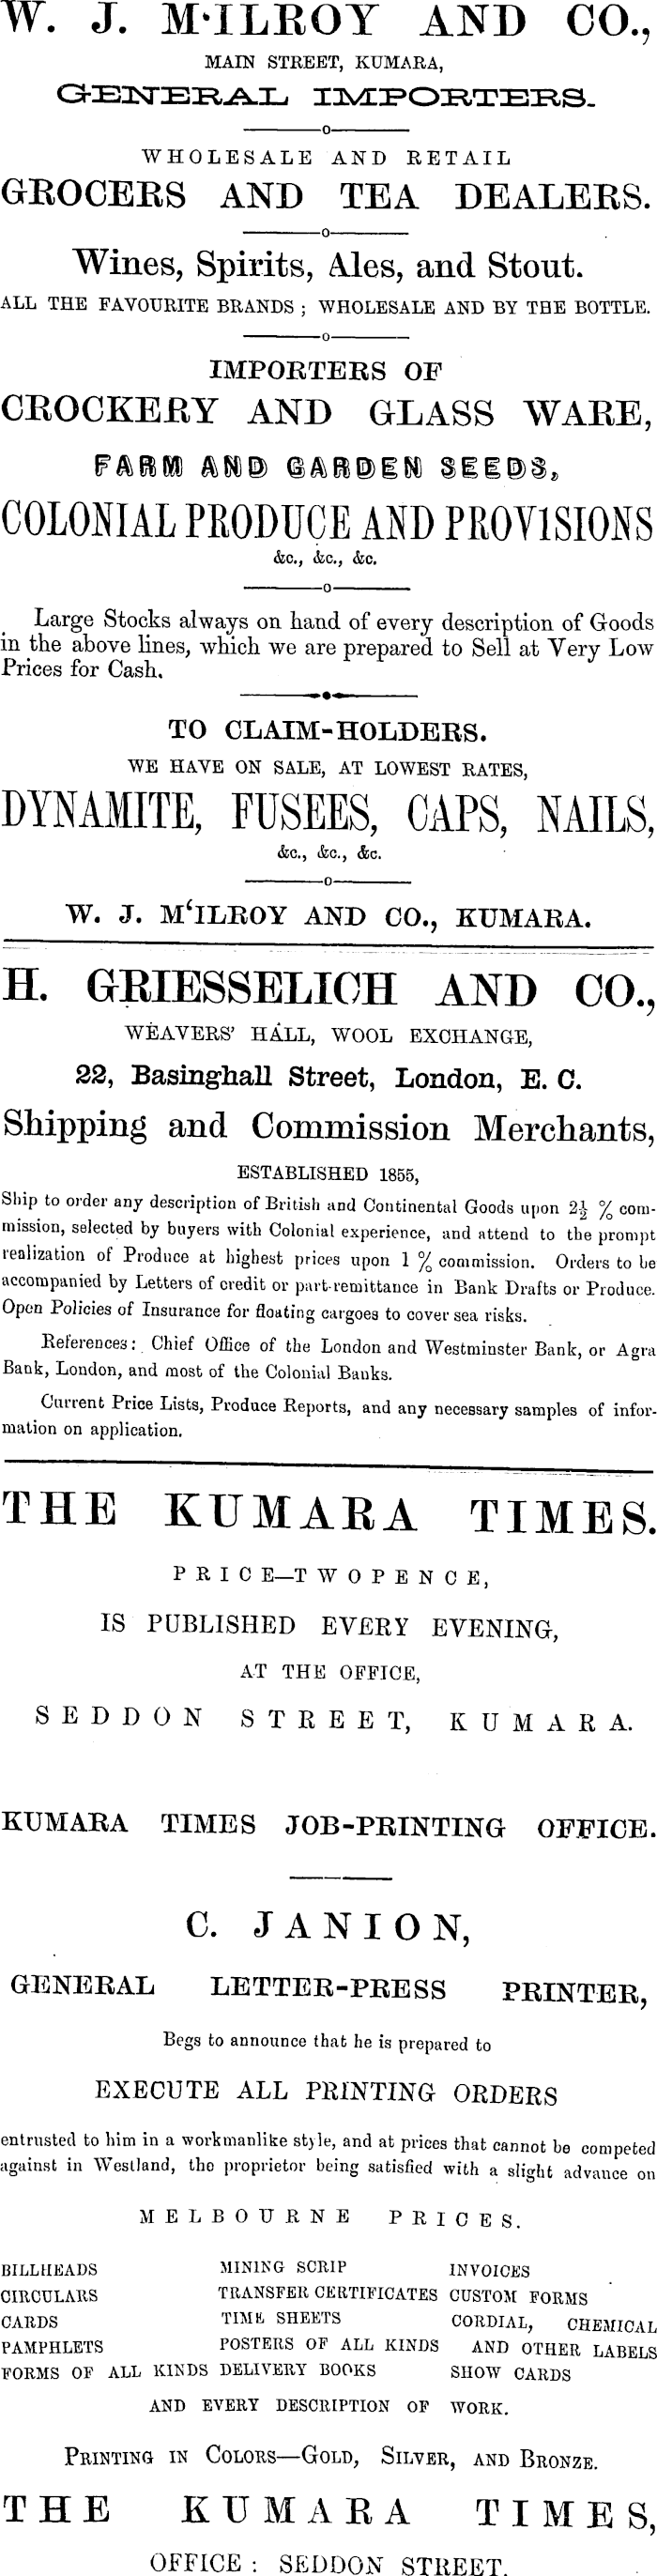 W. J. M‘ILROY AND CO.,
MAIN STREET, KUMARA,
GENERAL IMPORTERS.
WHOLESALE AND RETAIL
GROCERS AND TEA DEALERS.
Wines, Spirits, Ales, and Stout.
ALL THE FAVOURITE BRANDS ; WHOLESALE AND BY THE BOTTLE.
IMPORTERS OF
CROCKERY AND GLASS WARE,
FARM AND GARDEN SEEDS,
COLONIAL PRODUCE AND PROVISIONS
&c., &c., &c.
Large Stocks always on hand of every description of Goods
in the above lines, which we are prepared to Sell at Very Low
Prices for Cash.
TO CLAIM-HOLDERS.
WE HAVE ON SALE, AT LOWEST RATES,
DYNAMITE, FUSEES, CAPS, NAILS,
&c., &c., &c.
W. J. M‘ILROY AND CO., KUMARA.
H. GRIESSELICH AND CO.,
WEAVERS' HALL, WOOL EXCHANGE,
22, Basinghall Street, London, E. C.
Shipping and Commission Merchants,
ESTABLISHED 1855,
Ship to order any description of British and Continental Goods upon 2½ % com-
mission, selected by buyers with Colonial experience, and attend to the prompt
realization of Produce at highest prices upon 1 % commission. Orders to be
accompanied by Letters of credit or part-remittance in Bank Drafts or Produce.
Open Policies of Insurance for floating cargoes to cover sea risks.
References: Chief Office of the London and Westminster Bank, or Agra
Bank, London, and most of the Colonial Banks.
Current Price Lists, Produce Reports, and any necessary samples of infor-
mation on application.
THE KUMARA TIMES.
PRICE—TWOPENCE,
IS PUBLISHED EVERY EVENING,
AT THE OFFICE,
SEDDON STREET, KUMARA.
KUMARA TIMES JOB-PRINTING OFFICE.
C. JANION,
GENERAL LETTER-PRESS PRINTER,
Begs to announce that he is prepared to
EXECUTE ALL PRINTING ORDERS
entrusted to him in a workmanlike style, and at prices that cannot be competed
against in Westland, the proprietor being satisfied with a slight advance on
MELBOURNE PRICES.
BILLHEADS MINING SCRIP INVOICES
CIRCULARS TRANSFER CERTIFICATES CUSTOM FORMS
CARDS TIME SHEETS CORDIAL, CHEMICAL
PAMPHLETS POSTERS OF ALL KINDS AND OTHER LABELS
FORMS OF ALL KINDS DELIVERY BOOKS SHOW CARDS
AND EVERY DESCRIPTION OF WORK.
PRINTING IN COLORS—GOLD, SILVER, AND BRONZE.
THE KUMARA TIMES,
OFFICE : SEDDON STREET.